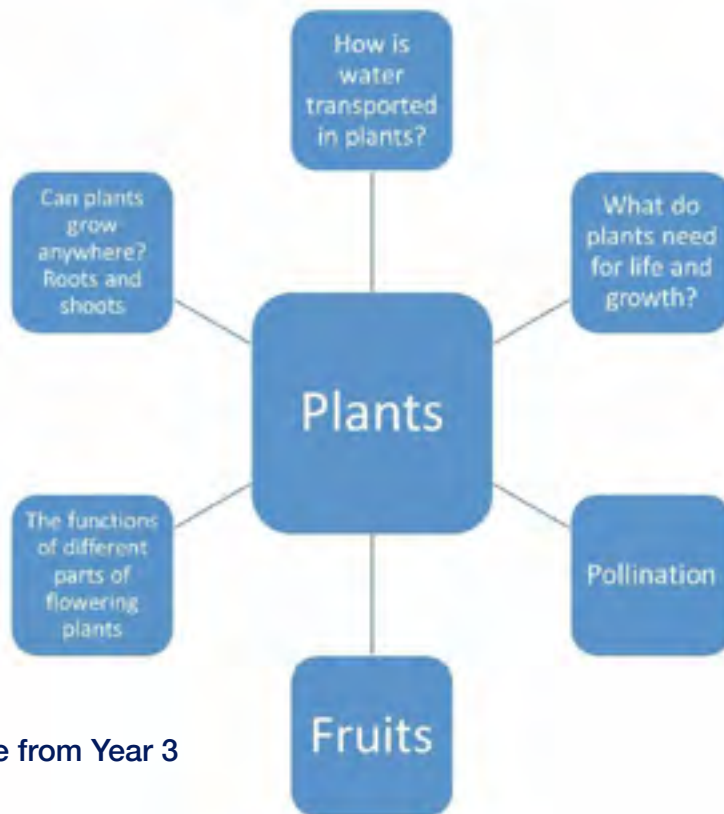 How is
water
transported
in plants?
Can plants
grow
anywhere?
Roots and
shoots
What do
plants need
for life and
growth?
Plants
The functions
of different
parts of
flowering
plants
Pollination
Fruits
e from Year 3